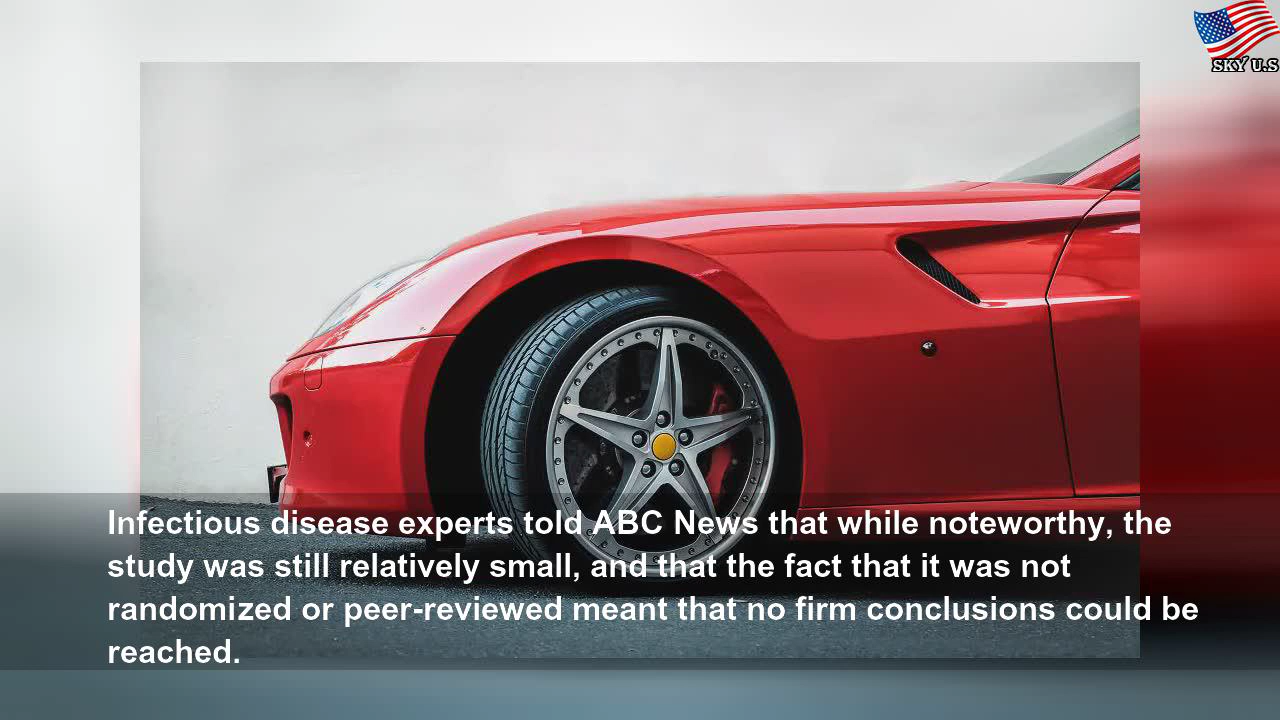 SKY U.S
Infectious disease experts told ABC News that while noteworthy, the
study was still relatively small, and that the fact that it was not
randomized or peer-reviewed meant that no firm conclusions could be
reached.